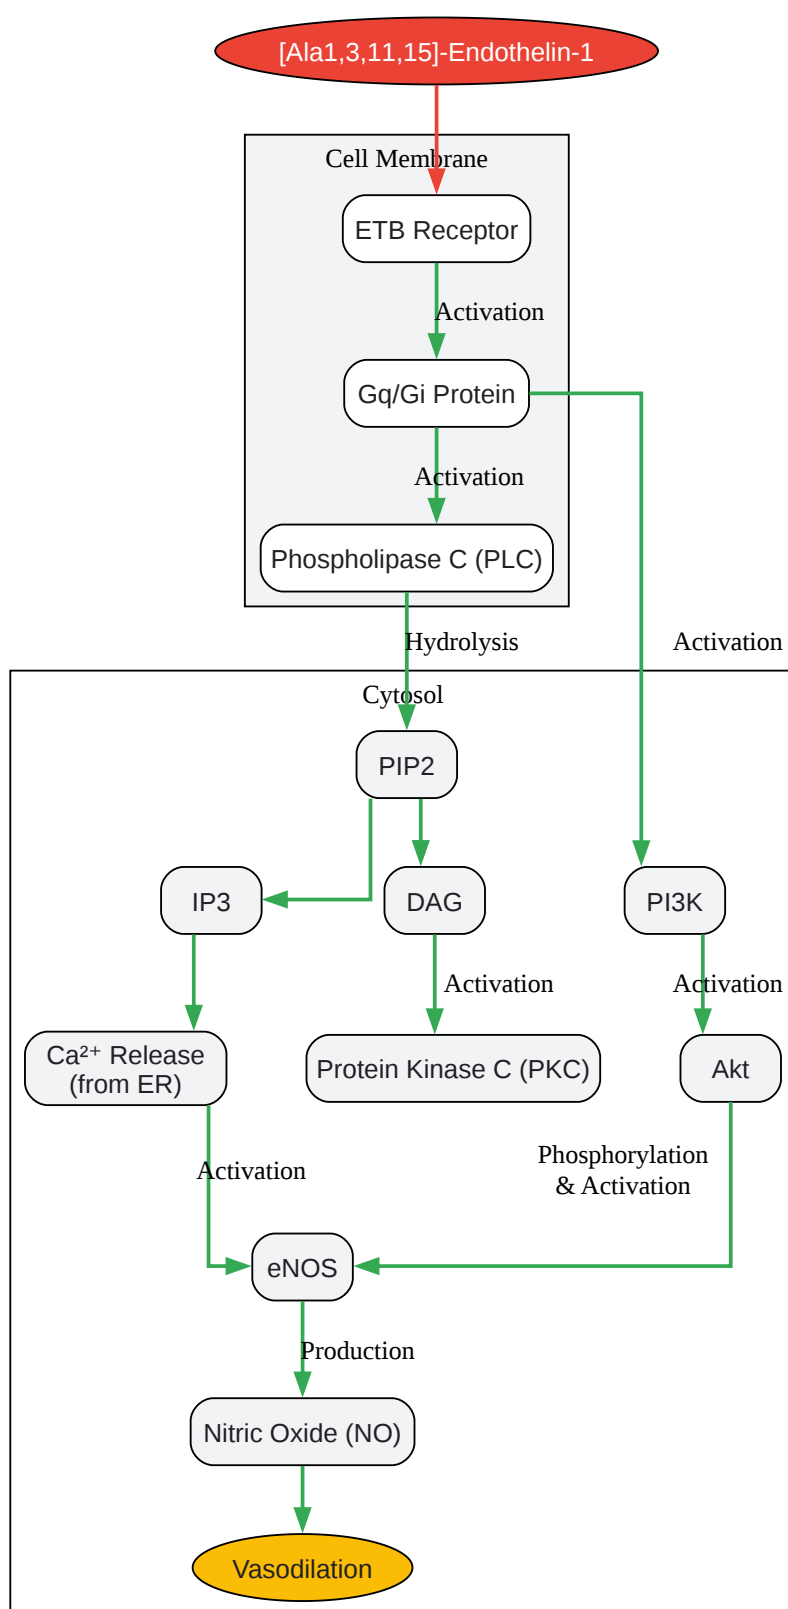 [Ala1,3,11,15]-Endothelin-1
Cell Membrane
ETB Receptor
Activation
Gq/Gi Protein
Activation
Phospholipase C (PLC)
Hydrolysis
Activation
Cytosol
PIP2
IP3
DAG
PI3K
Activation
Activation
Ca²⁺ Release
(from ER)
Protein Kinase C (PKC)
Akt
Activation
Phosphorylation
& Activation
eNOS
Production
Nitric Oxide (NO)
Vasodilation